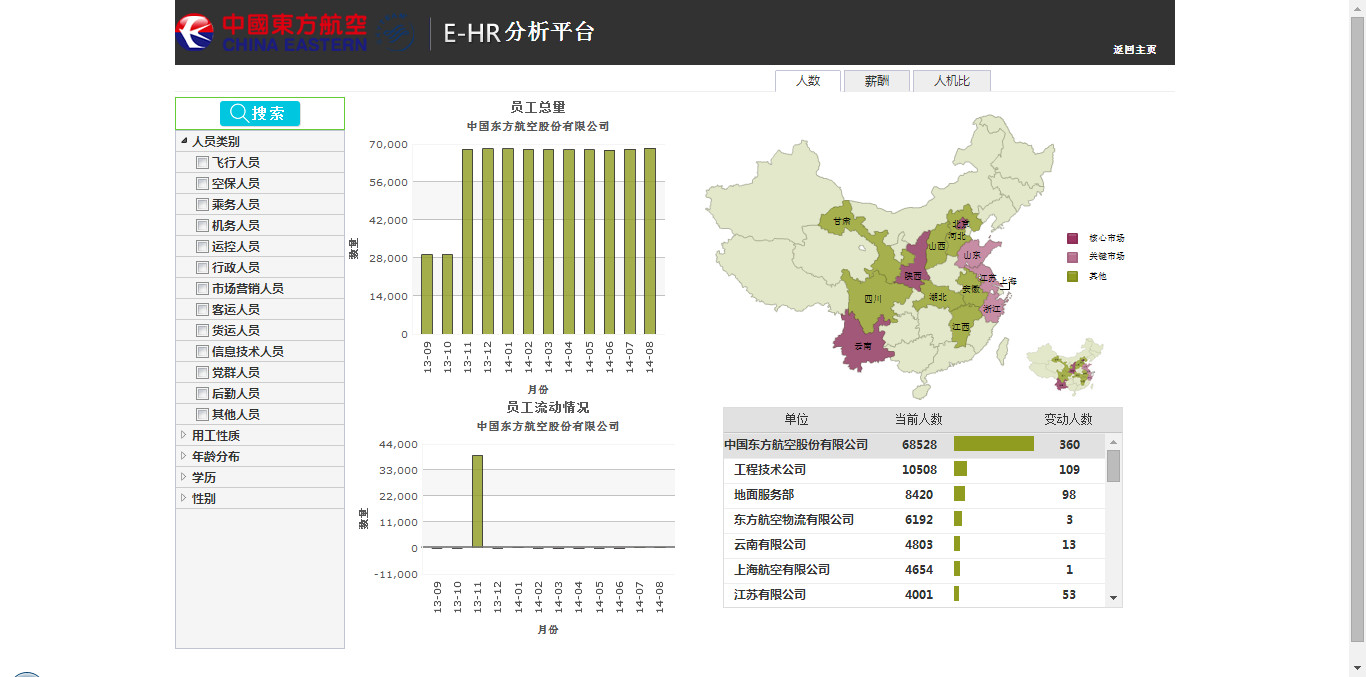 中國東方航空
CHINA EASTERN
E-HR 分析平台
返回主页
人数
薪酬
人机比
搜索
人员类别
飞行人员
空保人员
乘务人员
机务人员
运控人员
行政人员
市场营销人员
客运人员
货运人员
信息技术人员
党群人员
后勤人员
其他人员
用工性质
年龄分布
学历
性别
员工总量
中国东方航空股份有限公司
70,000
56,000
42,000
28,000
14,000
0
数量
13-09
13-10
13-11
13-12
14-01
14-02
14-03
14-04
14-05
14-06
14-07
14-08
月份
员工流动情况
中国东方航空股份有限公司
44,000
33,000
22,000
11,000
0
-11,000
数量
13-09
13-10
13-11
13-12
14-01
14-02
14-03
14-04
14-05
14-06
14-07
14-08
月份
甘肃
北京
河北
山西
山东
陕西
江苏
上海
安徽
四川
湖北
浙江
江西
云南
核心市场
关键市场
其他
单位 当前人数 变动人数
中国东方航空股份有限公司 68528 360
工程技术公司 10508 109
地面服务部 8420 98
东方航空物流有限公司 6192 3
云南有限公司 4803 13
上海航空有限公司 4654 1
江苏有限公司 4001 53